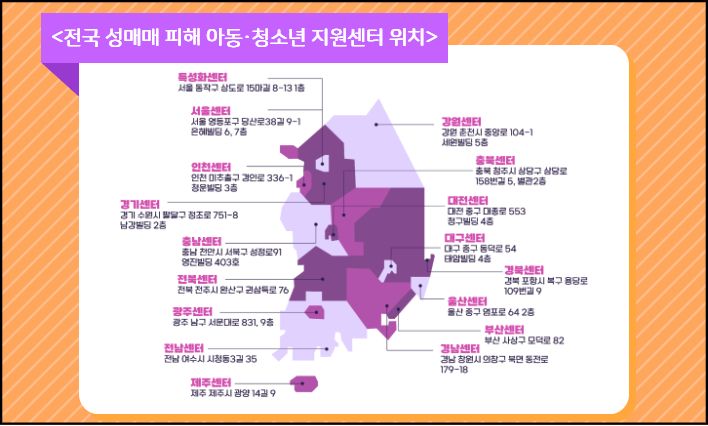 <전국 성매매 피해 아동·청소년 지원센터 위치>
특성화센터
서울 동작구 상도로 15마길 8-13 1층
서울센터
서울 영등포구 당산로38길 9-1
은혜빌딩 6, 7층
인천센터
인천 미추홀구 경인로 336-1
정운빌딩 3층
경기센터
경기 수원시 팔달구 정조로 751-8
남강빌딩 2층
충남센터
충남 천안시 서북구 성정로91
영진빌딩 403호
전북센터
전북 전주시 완산구 권삼득로 76
광주센터
광주 남구 서문대로 831, 9층
전남센터
전남 여수시 시청동3길 35
제주센터
제주 제주시 광양 14길 9
강원센터
강원 춘천시 중앙로 104-1
세원빌딩 5층
충북센터
충북 청주시 상당구 상당로
158번길 5, 별관2층
대전센터
대전 중구 대종로 553
청구빌딩 4층
대구센터
대구 중구 동덕로 54
태암빌딩 4층
경북센터
경북 포항시 북구 용당로
109번길 9
울산센터
울산 중구 염포로 64 2층
부산센터
부산 사상구 모덕로 82
경남센터
경남 창원시 의창구 북면 동전로
179-18